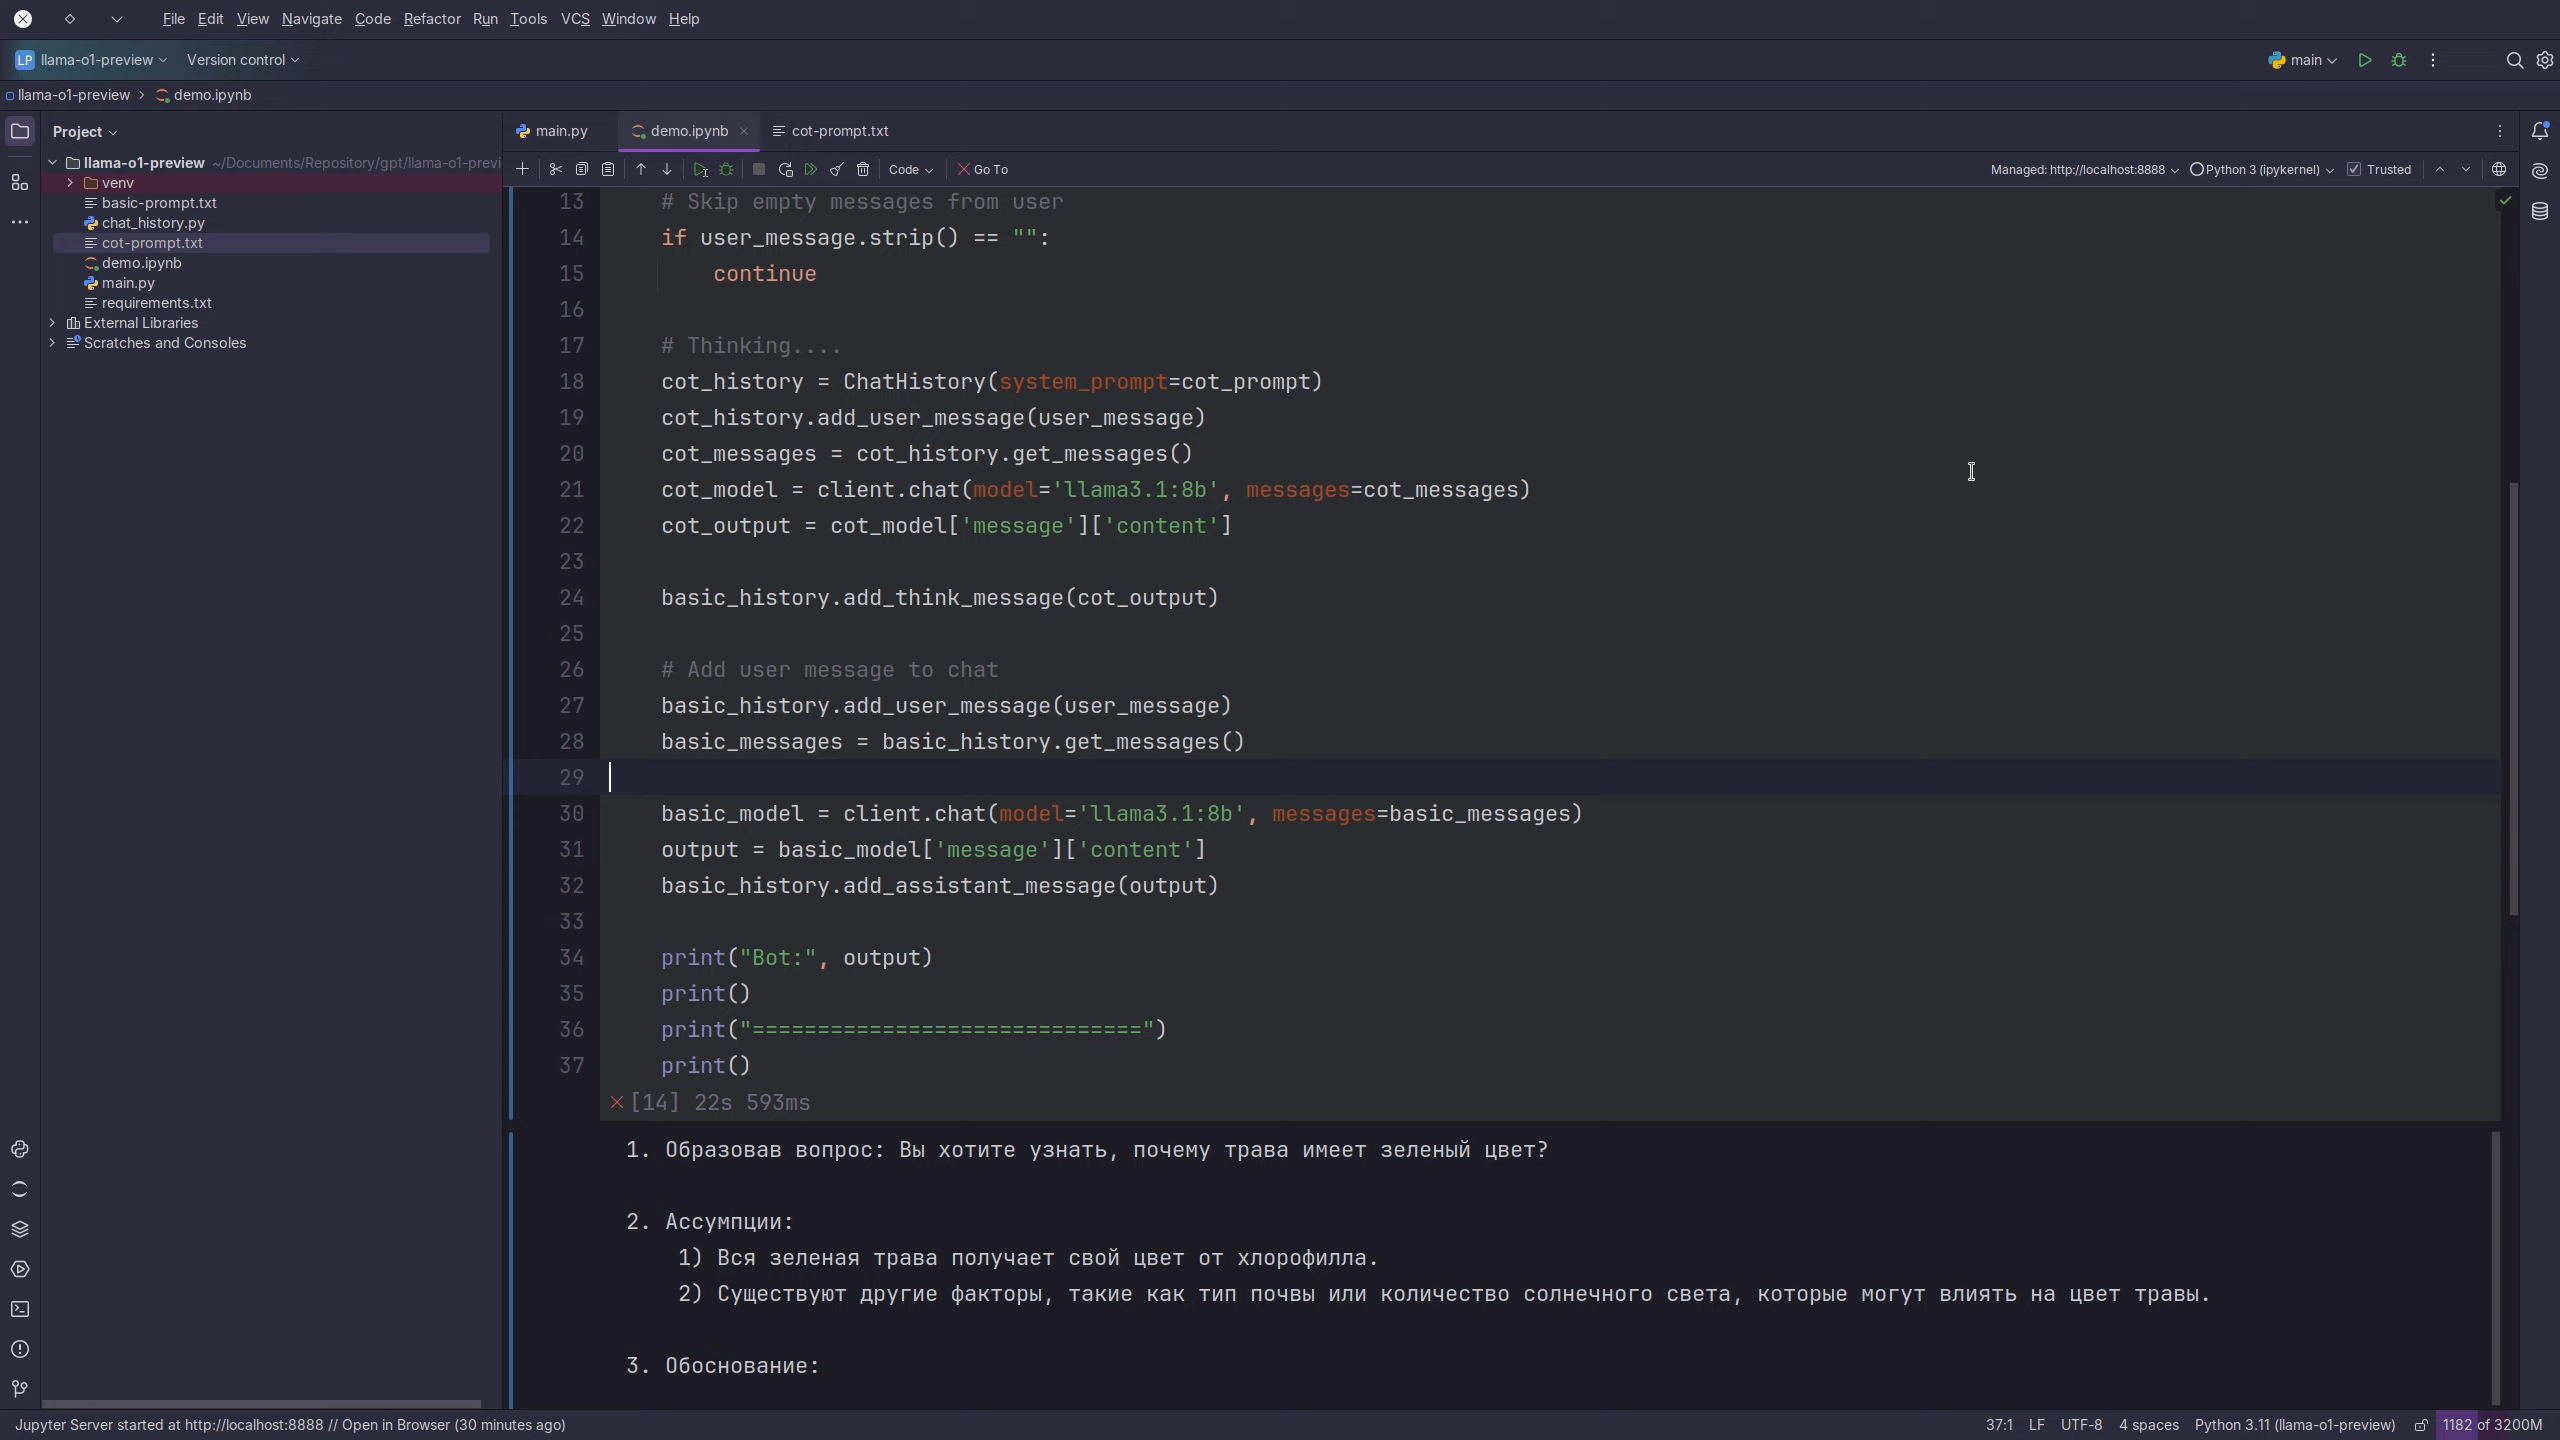 File Edit View Navigate Code Refactor Run Tools VCS Window Help
LP llama-o1-preview Version control main
llama-o1-preview > demo.ipynb
Project
main.py demo.ipynb cot-prompt.txt
llama-o1-preview ~/Documents/Repository/gpt/llama-o1-previ
venv
basic-prompt.txt
chat_history.py
cot-prompt.txt
demo.ipynb
main.py
requirements.txt
External Libraries
Scratches and Consoles
Code Go To Managed: http://localhost:8888 Python 3 (ipykernel) Trusted
13 # Skip empty messages from user
14 if user_message.strip() == "":
15 continue
16
17 # Thinking....
18 cot_history = ChatHistory(system_prompt=cot_prompt)
19 cot_history.add_user_message(user_message)
20 cot_messages = cot_history.get_messages()
21 cot_model = client.chat(model='llama3.1:8b', messages=cot_messages)
22 cot_output = cot_model['message']['content']
23
24 basic_history.add_think_message(cot_output)
25
26 # Add user message to chat
27 basic_history.add_user_message(user_message)
28 basic_messages = basic_history.get_messages()
29
30 basic_model = client.chat(model='llama3.1:8b', messages=basic_messages)
31 output = basic_model['message']['content']
32 basic_history.add_assistant_message(output)
33
34 print("Bot:", output)
35 print()
36 print("==============================")
37 print()
[14] 22s 593ms
1. Образовав вопрос: Вы хотите узнать, почему трава имеет зеленый цвет?
2. Ассумпции:
1) Вся зеленая трава получает свой цвет от хлорофилла.
2) Существуют другие факторы, такие как тип почвы или количество солнечного света, которые могут влиять на цвет травы.
3. Обоснование:
Jupyter Server started at http://localhost:8888 // Open in Browser (30 minutes ago) 37:1 LF UTF-8 4 spaces Python 3.11 (llama-o1-preview) 1182 of 3200M